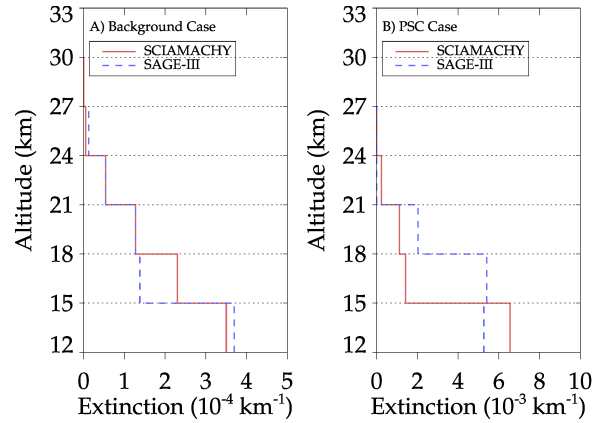 A) Background Case
SCIAMACHY
SAGE-III
33
30
27
24
21
18
15
12
Altitude (km)
0 1 2 3 4 5
Extinction (10⁻⁴ km⁻¹)
B) PSC Case
SCIAMACHY
SAGE-III
33
30
27
24
21
18
15
12
Altitude (km)
0 2 4 6 8 10
Extinction (10⁻³ km⁻¹)